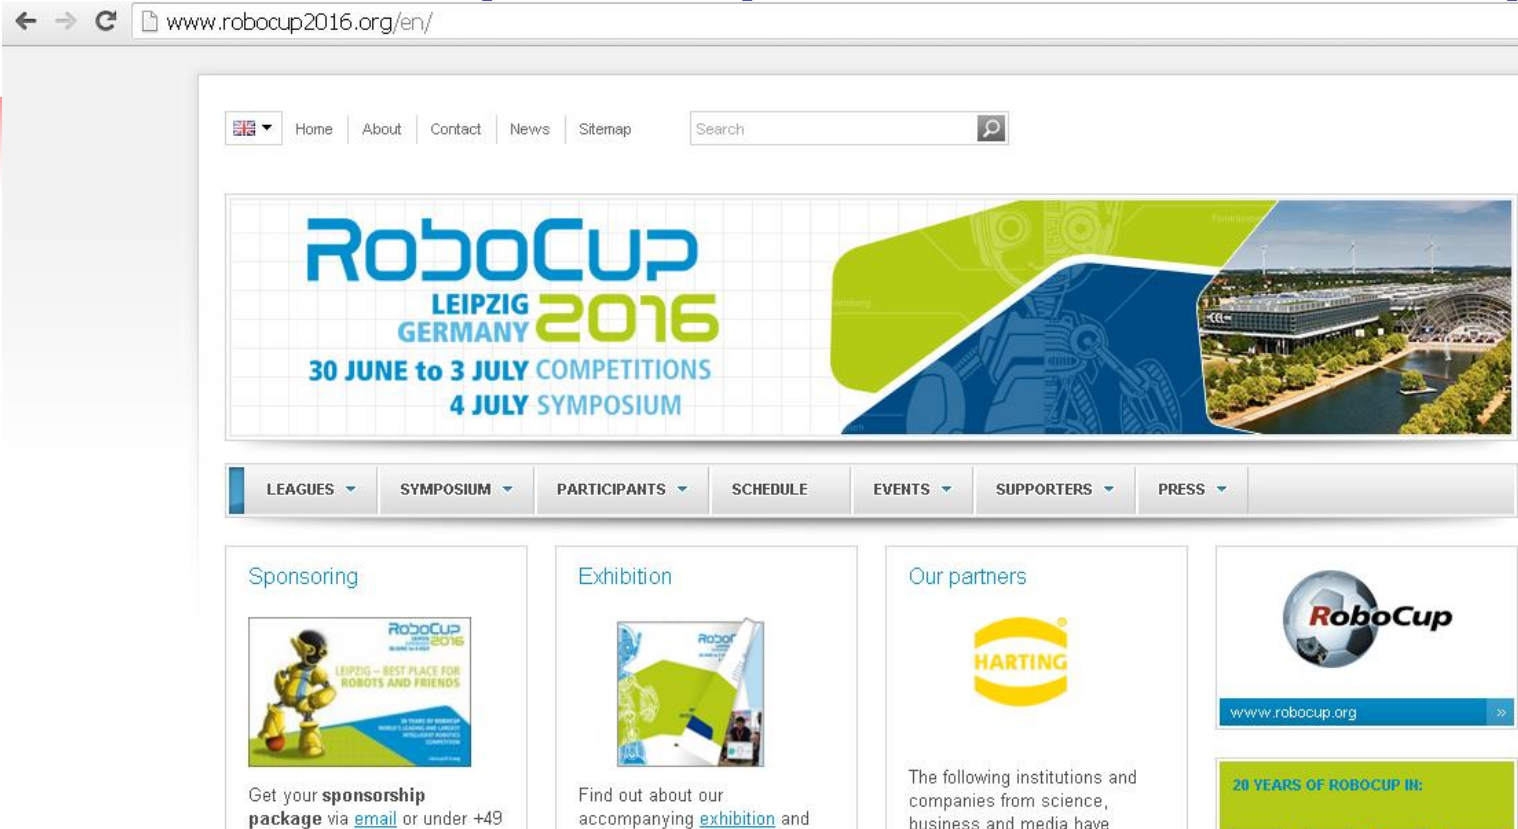 www.robocup2016.org/en/
Home
About
Contact
News
Sitemap
Search
RoboCup
LEIPZIG
GERMANY
2016
30 JUNE to 3 JULY COMPETITIONS
4 JULY SYMPOSIUM
LEAGUES
SYMPOSIUM
PARTICIPANTS
SCHEDULE
EVENTS
SUPPORTERS
PRESS
Sponsoring
RoboCup
2016
LEIPZIG – BEST PLACE FOR
ROBOTS AND FRIENDS
Get your sponsorship
package via email or under +49
Exhibition
Find out about our
accompanying exhibition and
Our partners
HARTING
The following institutions and
companies from science,
business and media have
RoboCup
www.robocup.org
20 YEARS OF ROBOCUP IN: